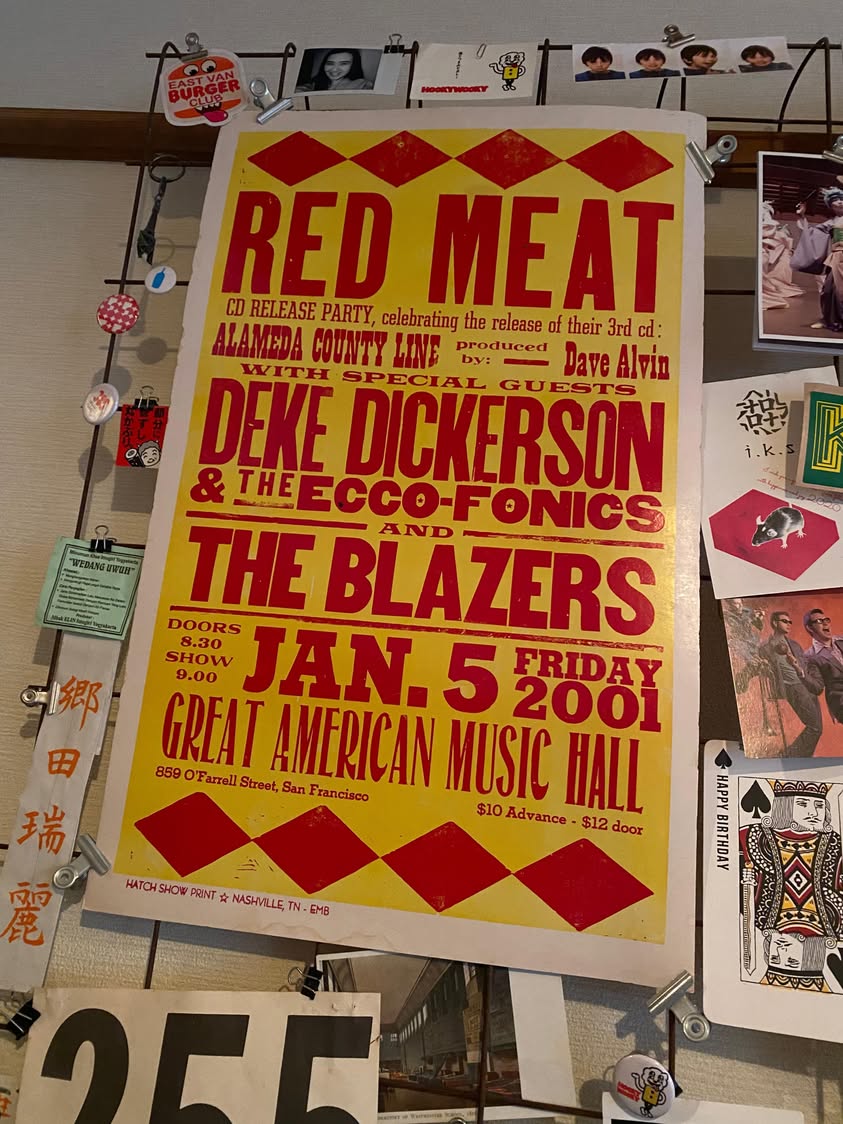 EAST VAN
BURGER
CLUB
HOOKYWOOKY
RED MEAT
CD RELEASE PARTY, celebrating the release of their 3rd cd:
ALAMEDA COUNTY LINE produced by: Dave Alvin
WITH SPECIAL GUESTS
DEKE DICKERSON
& THE ECCO-FONICS
AND
THE BLAZERS
DOORS
8.30
SHOW
9.00
JAN. 5
FRIDAY
2001
GREAT AMERICAN MUSIC HALL
859 O'Farrell Street, San Francisco
$10 Advance - $12 door
HATCH SHOW PRINT ☆ NASHVILLE, TN - EMB
"WEDANG UWUH"
郷
田
瑞
麗
i.k.s
K
HAPPY BIRTHDAY
255